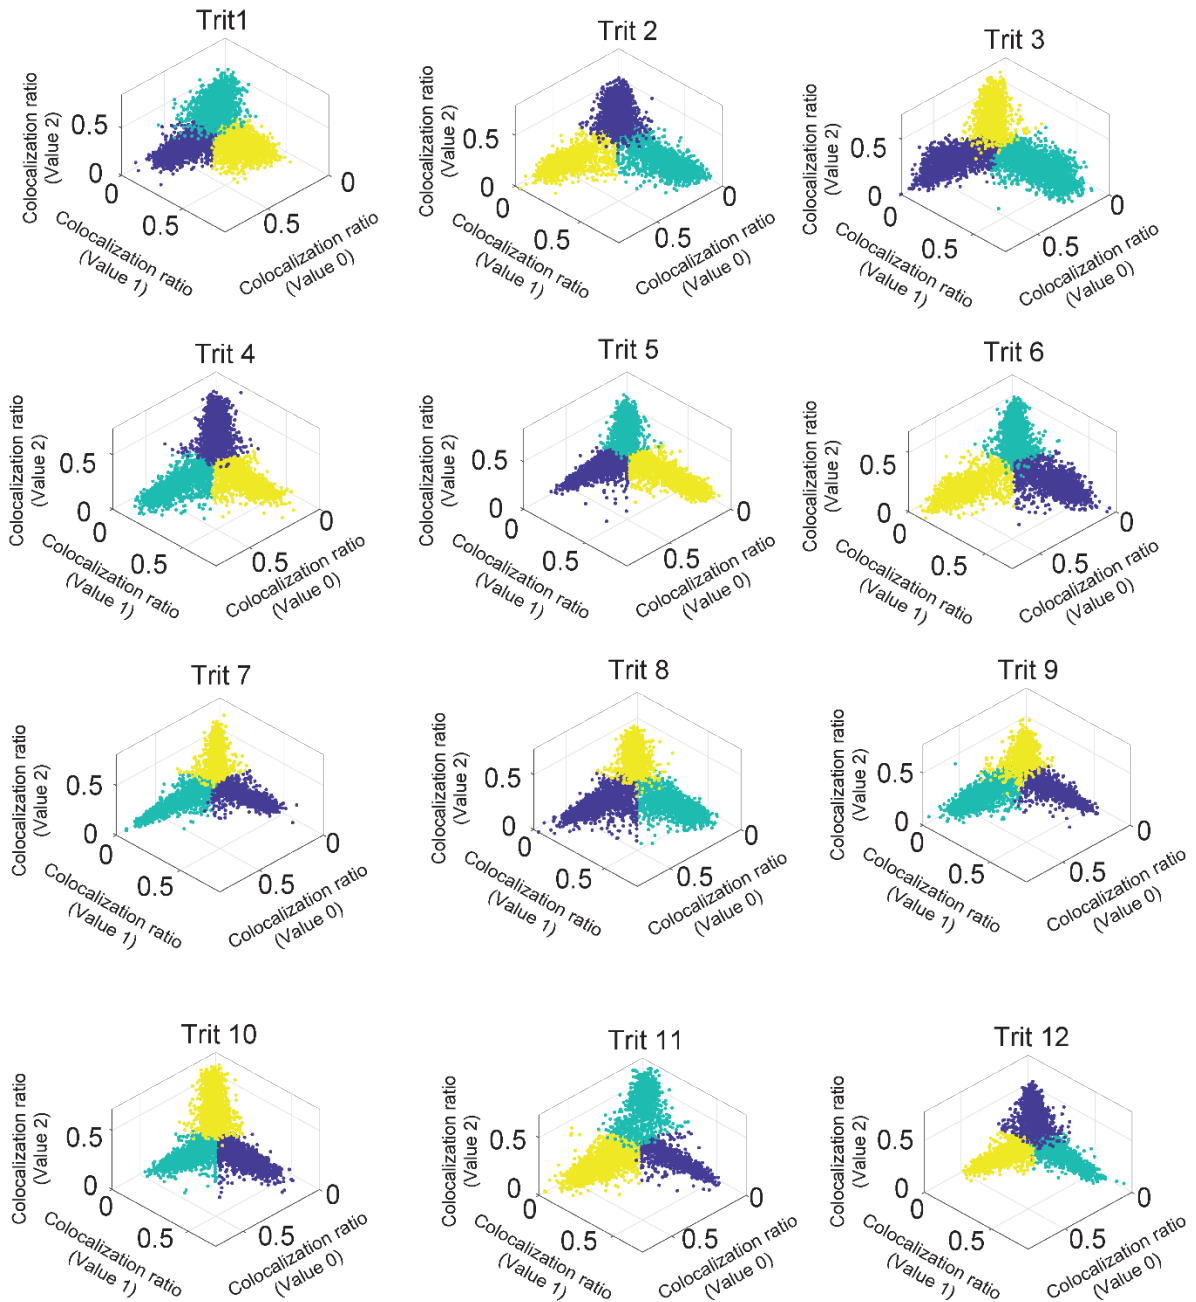 Trit1
Colocalization ratio
(Value 2)
0.5
0
0
0.5
0.5
0
Colocalization ratio
(Value 1)
Colocalization ratio
(Value 0)
Trit 2
Colocalization ratio
(Value 2)
0.5
0
0
0.5
0.5
0
Colocalization ratio
(Value 1)
Colocalization ratio
(Value 0)
Trit 3
Colocalization ratio
(Value 2)
0.5
0
0
0.5
0.5
0
Colocalization ratio
(Value 1)
Colocalization ratio
(Value 0)
Trit 4
Colocalization ratio
(Value 2)
0.5
0
0
0.5
0.5
0
Colocalization ratio
(Value 1)
Colocalization ratio
(Value 0)
Trit 5
Colocalization ratio
(Value 2)
0.5
0
0
0.5
0.5
0
Colocalization ratio
(Value 1)
Colocalization ratio
(Value 0)
Trit 6
Colocalization ratio
(Value 2)
0.5
0
0
0.5
0.5
0
Colocalization ratio
(Value 1)
Colocalization ratio
(Value 0)
Trit 7
Colocalization ratio
(Value 2)
0.5
0
0
0.5
0.5
0
Colocalization ratio
(Value 1)
Colocalization ratio
(Value 0)
Trit 8
Colocalization ratio
(Value 2)
0.5
0
0
0.5
0.5
0
Colocalization ratio
(Value 1)
Colocalization ratio
(Value 0)
Trit 9
Colocalization ratio
(Value 2)
0.5
0
0
0.5
0.5
0
Colocalization ratio
(Value 1)
Colocalization ratio
(Value 0)
Trit 10
Colocalization ratio
(Value 2)
0.5
0
0
0.5
0.5
0
Colocalization ratio
(Value 1)
Colocalization ratio
(Value 0)
Trit 11
Colocalization ratio
(Value 2)
0.5
0
0
0.5
0.5
0
Colocalization ratio
(Value 1)
Colocalization ratio
(Value 0)
Trit 12
Colocalization ratio
(Value 2)
0.5
0
0
0.5
0.5
0
Colocalization ratio
(Value 1)
Colocalization ratio
(Value 0)